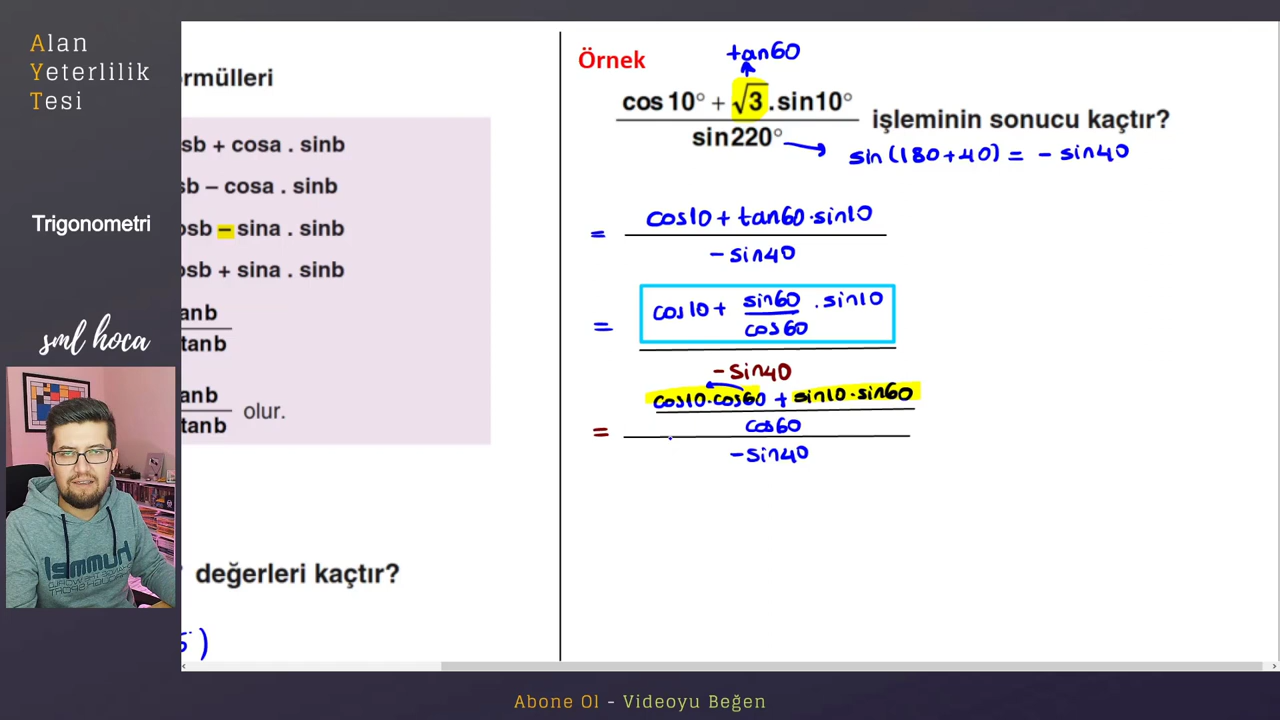 Alan
Yeterlilik
Tesi
Trigonometri
sml hoca
ormülleri
sb + cosa . sinb
sb – cosa . sinb
osb – sina . sinb
osb + sina . sinb
anb
tanb
anb
tanb
olur.
değerleri kaçtır?
5)
Örnek
tan60
cos 10° + √3 . sin10°
sin220°
işleminin sonucu kaçtır?
sin(180+40) = - sin40
= cos10 + tan60·sin10
-sin40
= cos10 + sin60 . sin10
cos60
-sin40
= cos10·cos60 + sin10·sin60
cos60
-sin40
Abone Ol - Videoyu Beğen